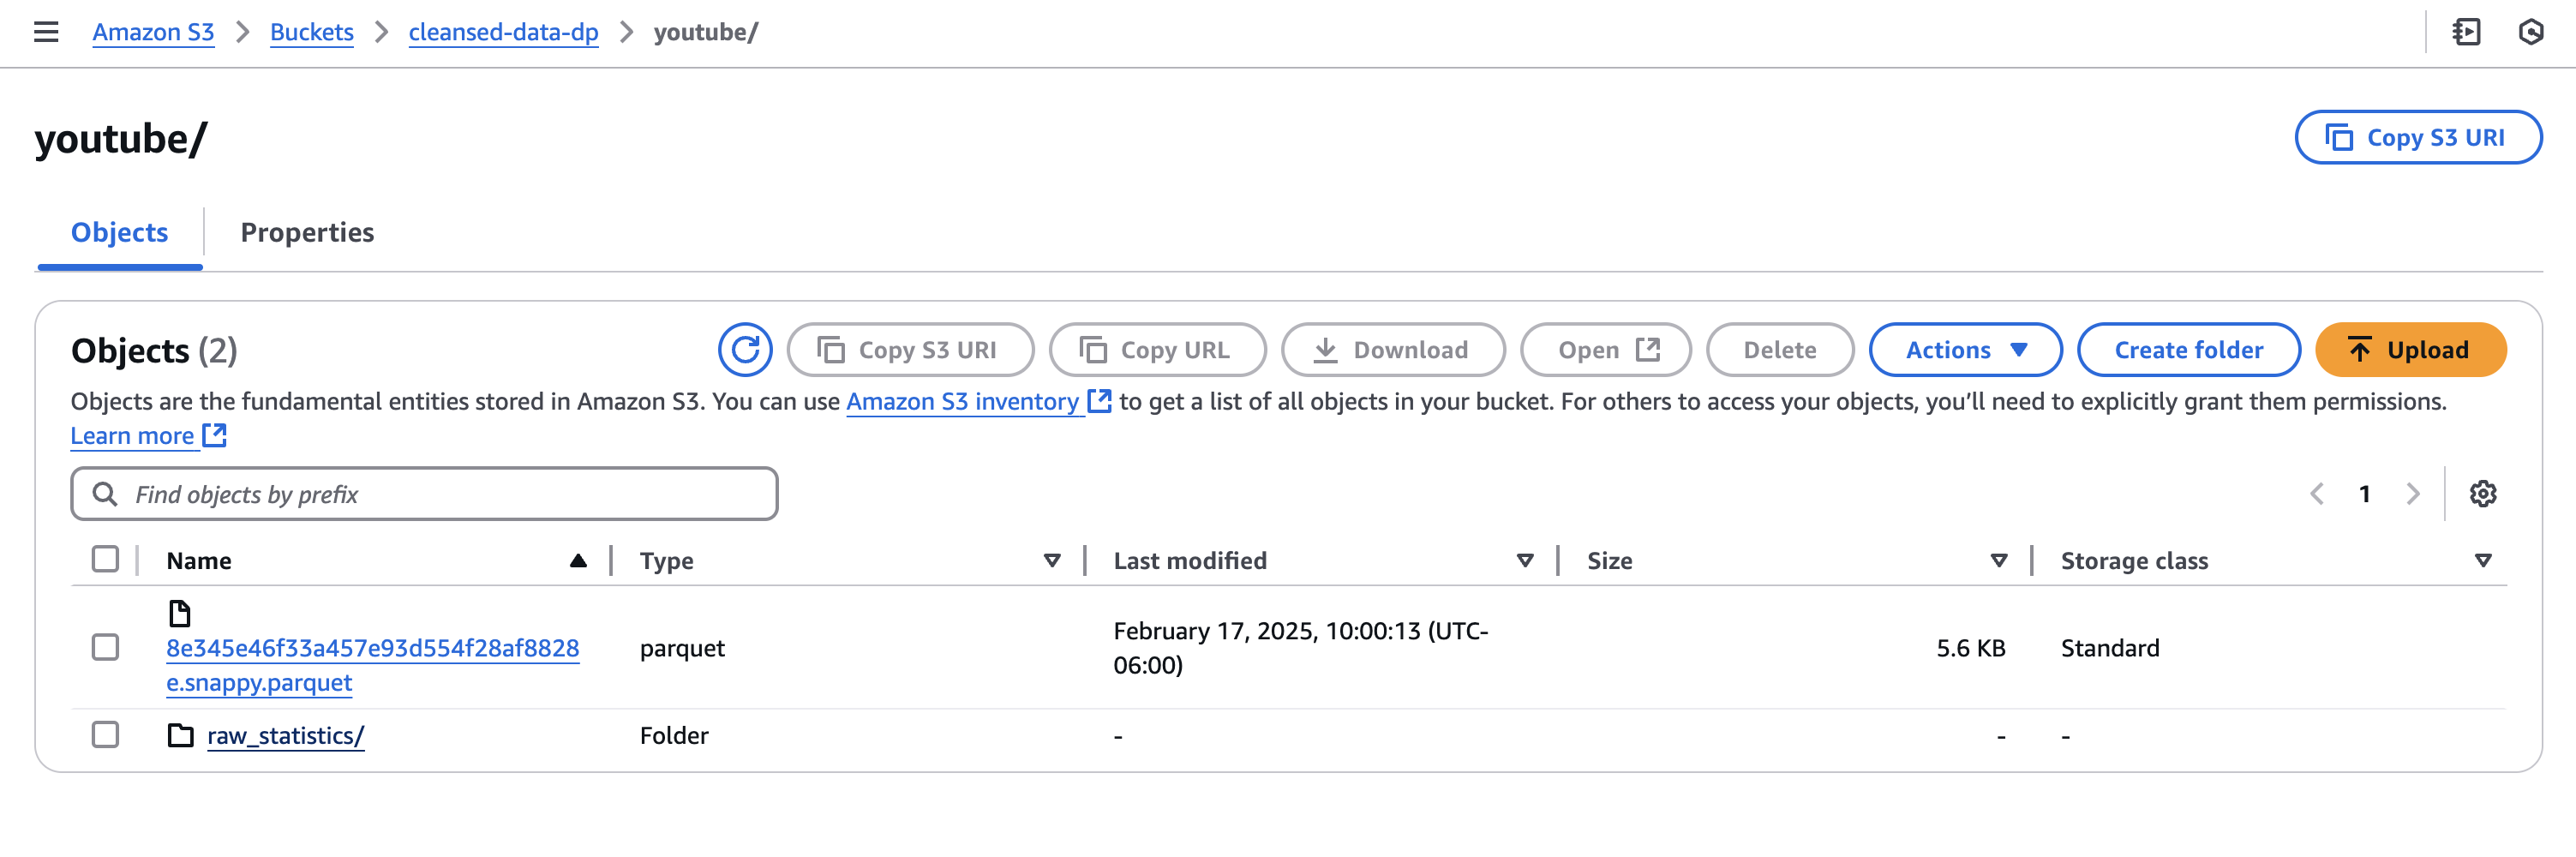 Amazon S3 > Buckets > cleansed-data-dp > youtube/
youtube/
Copy S3 URI
Objects
Properties
Objects (2)
Copy S3 URI
Copy URL
Download
Open
Delete
Actions
Create folder
Upload
Objects are the fundamental entities stored in Amazon S3. You can use Amazon S3 inventory to get a list of all objects in your bucket. For others to access your objects, you’ll need to explicitly grant them permissions.
Learn more
Find objects by prefix
1
Name
Type
Last modified
Size
Storage class
8e345e46f33a457e93d554f28af8828
e.snappy.parquet
parquet
February 17, 2025, 10:00:13 (UTC-
06:00)
5.6 KB
Standard
raw_statistics/
Folder
-
-
-